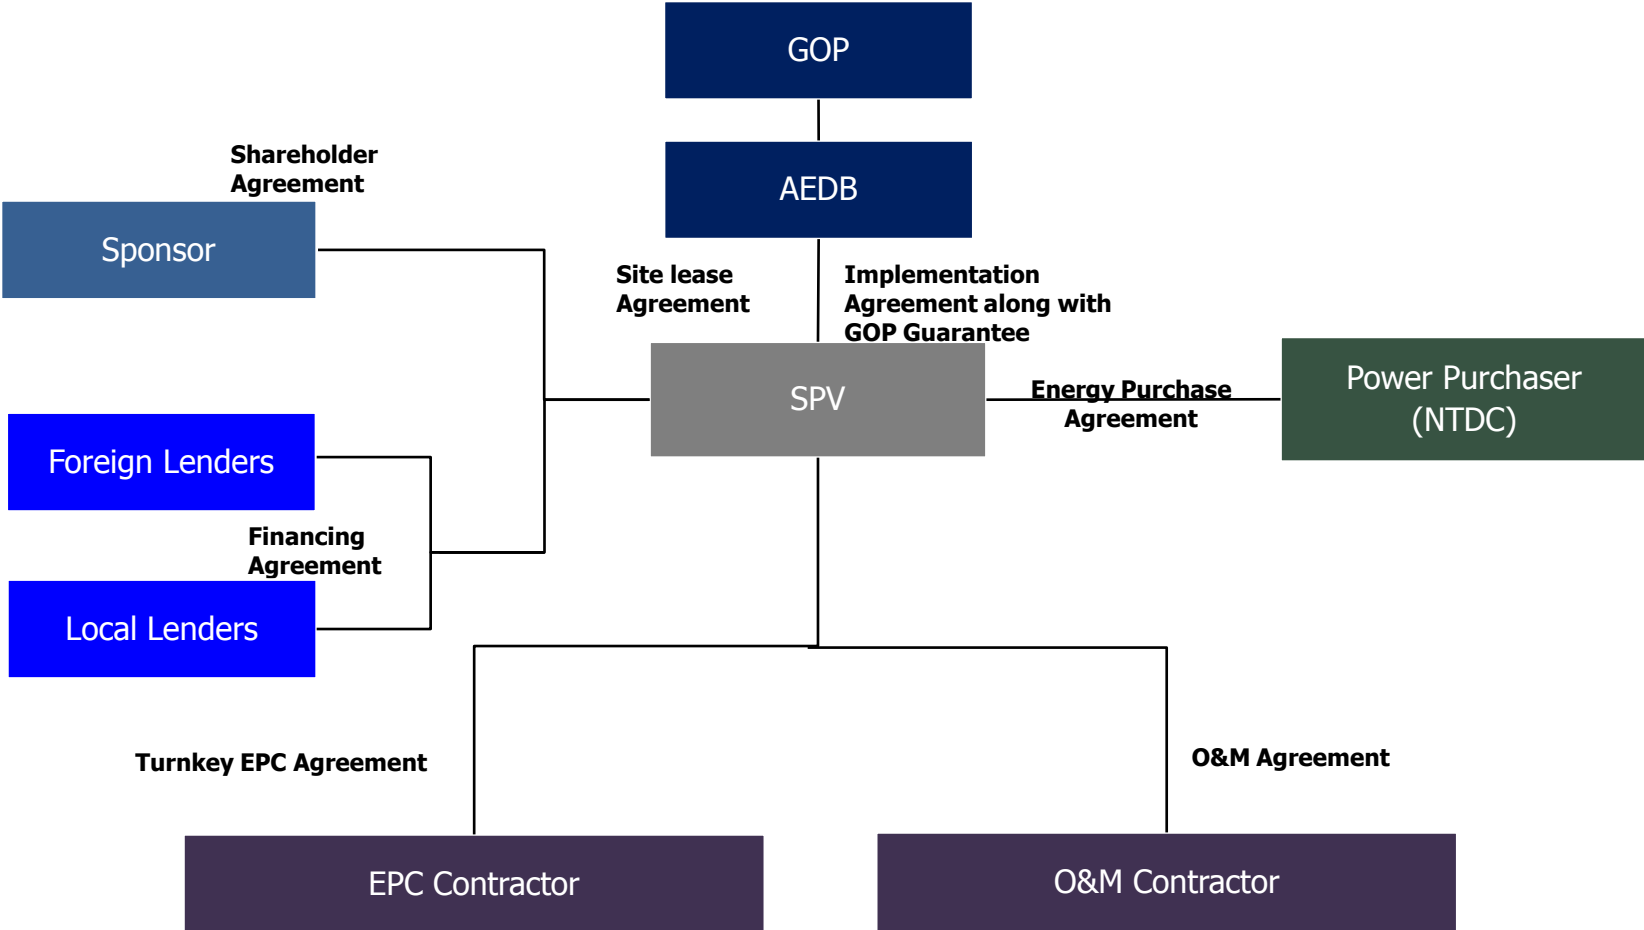 GOP
AEDB
Shareholder
Agreement
Sponsor
Site lease
Agreement
Implementation
Agreement along with
GOP Guarantee
SPV
Energy Purchase
Agreement
Power Purchaser
(NTDC)
Foreign Lenders
Financing
Agreement
Local Lenders
Turnkey EPC Agreement
O&M Agreement
EPC Contractor
O&M Contractor